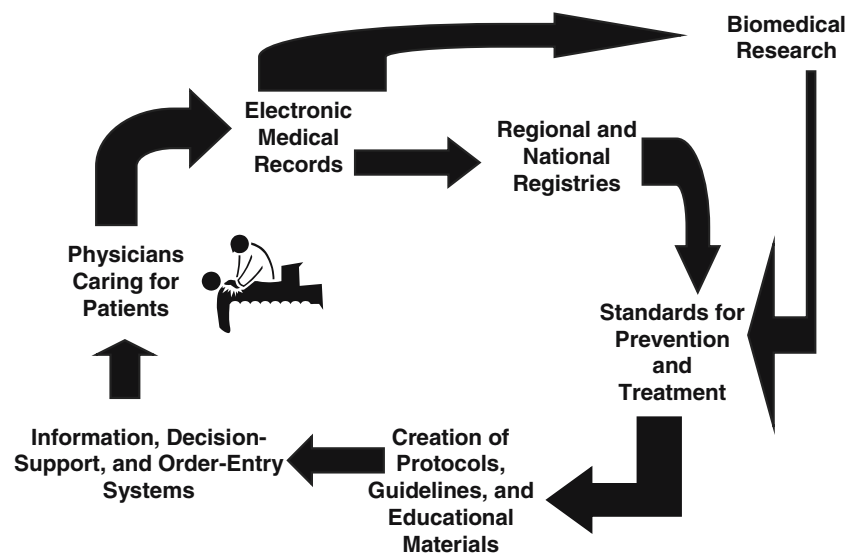 Biomedical
Research
Electronic
Medical
Records
Regional and
National
Registries
Physicians
Caring for
Patients
Standards for
Prevention
and
Treatment
Information, Decision-
Support, and Order-Entry
Systems
Creation of
Protocols,
Guidelines, and
Educational
Materials